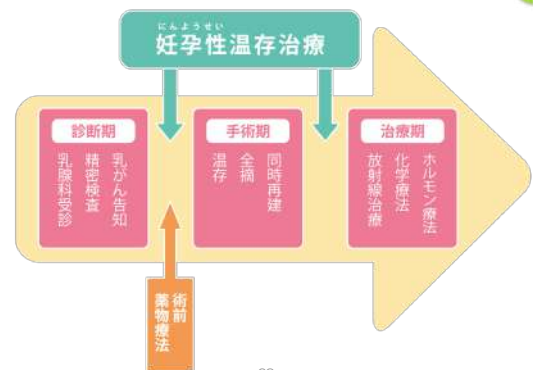 にんようせい
妊孕性温存治療
診断期
乳がん告知
精密検査
乳腺科受診
手術期
同時再建
全摘
温存
治療期
ホルモン療法
化学療法
放射線治療
術前
薬物療法